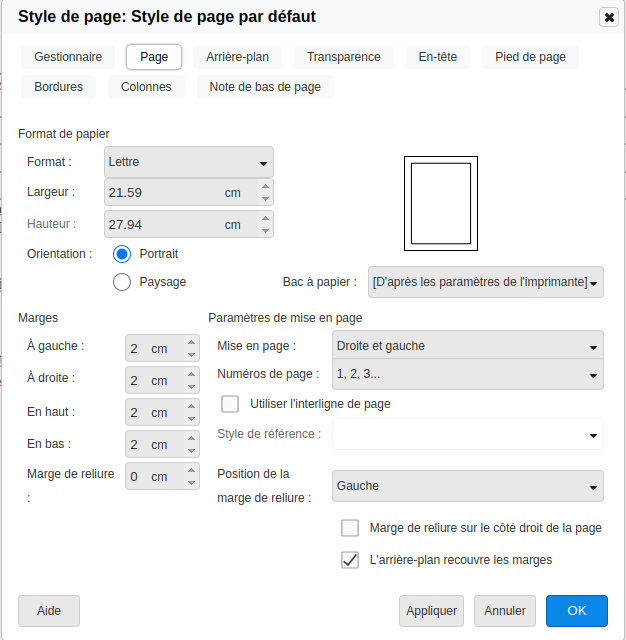 Style de page: Style de page par défaut
Gestionnaire Page Arrière-plan Transparence En-tête Pied de page
Bordures Colonnes Note de bas de page
Format de papier
Format : Lettre
Largeur : 21.59 cm
Hauteur : 27.94 cm
Orientation : Portrait
Paysage Bac à papier : [D'après les paramètres de l'imprimante]
Marges Paramètres de mise en page
À gauche : 2 cm Mise en page : Droite et gauche
À droite : 2 cm Numéros de page : 1, 2, 3...
En haut : 2 cm Utiliser l'interligne de page
En bas : 2 cm Style de référence :
Marge de reliure : 0 cm Position de la marge de reliure : Gauche
Marge de reliure sur le côté droit de la page
L'arrière-plan recouvre les marges
Aide Appliquer Annuler OK